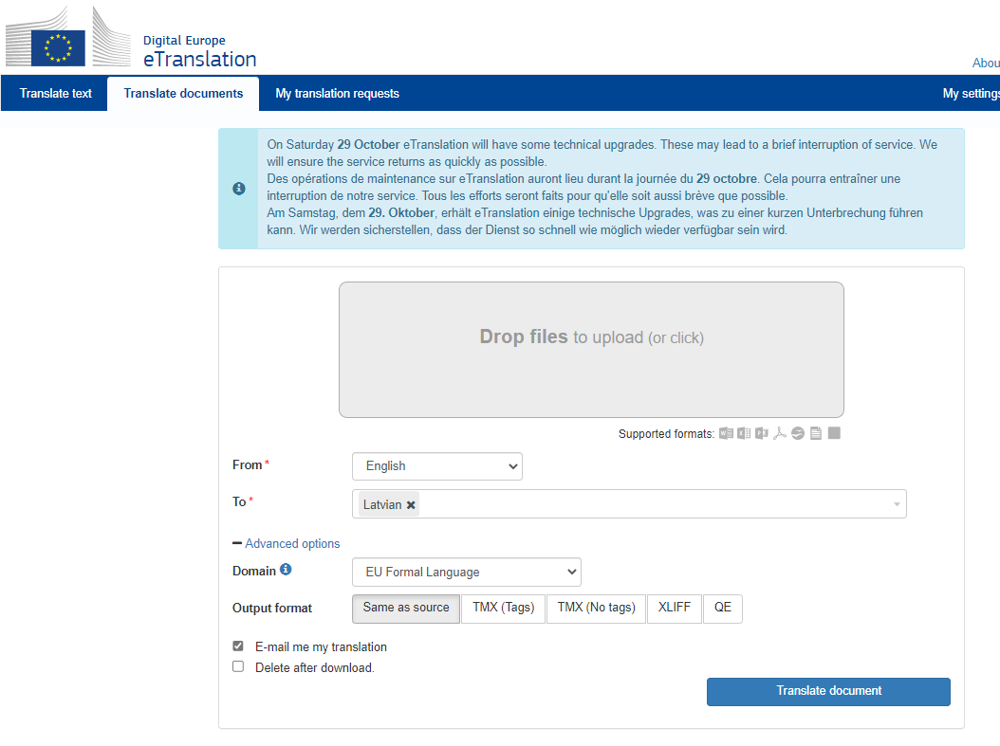 Digital Europe
eTranslation
Abou
Translate text
Translate documents
My translation requests
My settings
On Saturday 29 October eTranslation will have some technical upgrades. These may lead to a brief interruption of service. We
will ensure the service returns as quickly as possible.
Des opérations de maintenance sur eTranslation auront lieu durant la journée du 29 octobre. Cela pourra entraîner une
interruption de notre service. Tous les efforts seront faits pour qu'elle soit aussi brève que possible.
Am Samstag, dem 29. Oktober, erhält eTranslation einige technische Upgrades, was zu einer kurzen Unterbrechung führen
kann. Wir werden sicherstellen, dass der Dienst so schnell wie möglich wieder verfügbar sein wird.
Drop files to upload (or click)
Supported formats:
From *
English
To *
Latvian
Advanced options
Domain
EU Formal Language
Output format
Same as source
TMX (Tags)
TMX (No tags)
XLIFF
QE
E-mail me my translation
Delete after download.
Translate document